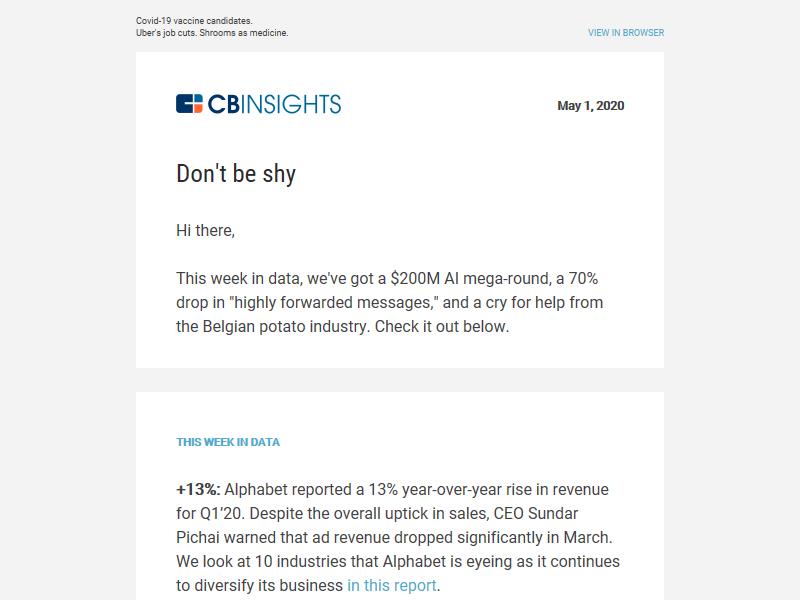 Covid-19 vaccine candidates.
Uber's job cuts. Shrooms as medicine.
VIEW IN BROWSER
CBINSIGHTS
May 1, 2020
Don't be shy
Hi there,
This week in data, we've got a $200M AI mega-round, a 70%
drop in "highly forwarded messages," and a cry for help from
the Belgian potato industry. Check it out below.
THIS WEEK IN DATA
+13%: Alphabet reported a 13% year-over-year rise in revenue
for Q1'20. Despite the overall uptick in sales, CEO Sundar
Pichai warned that ad revenue dropped significantly in March.
We look at 10 industries that Alphabet is eyeing as it continues
to diversify its business in this report.